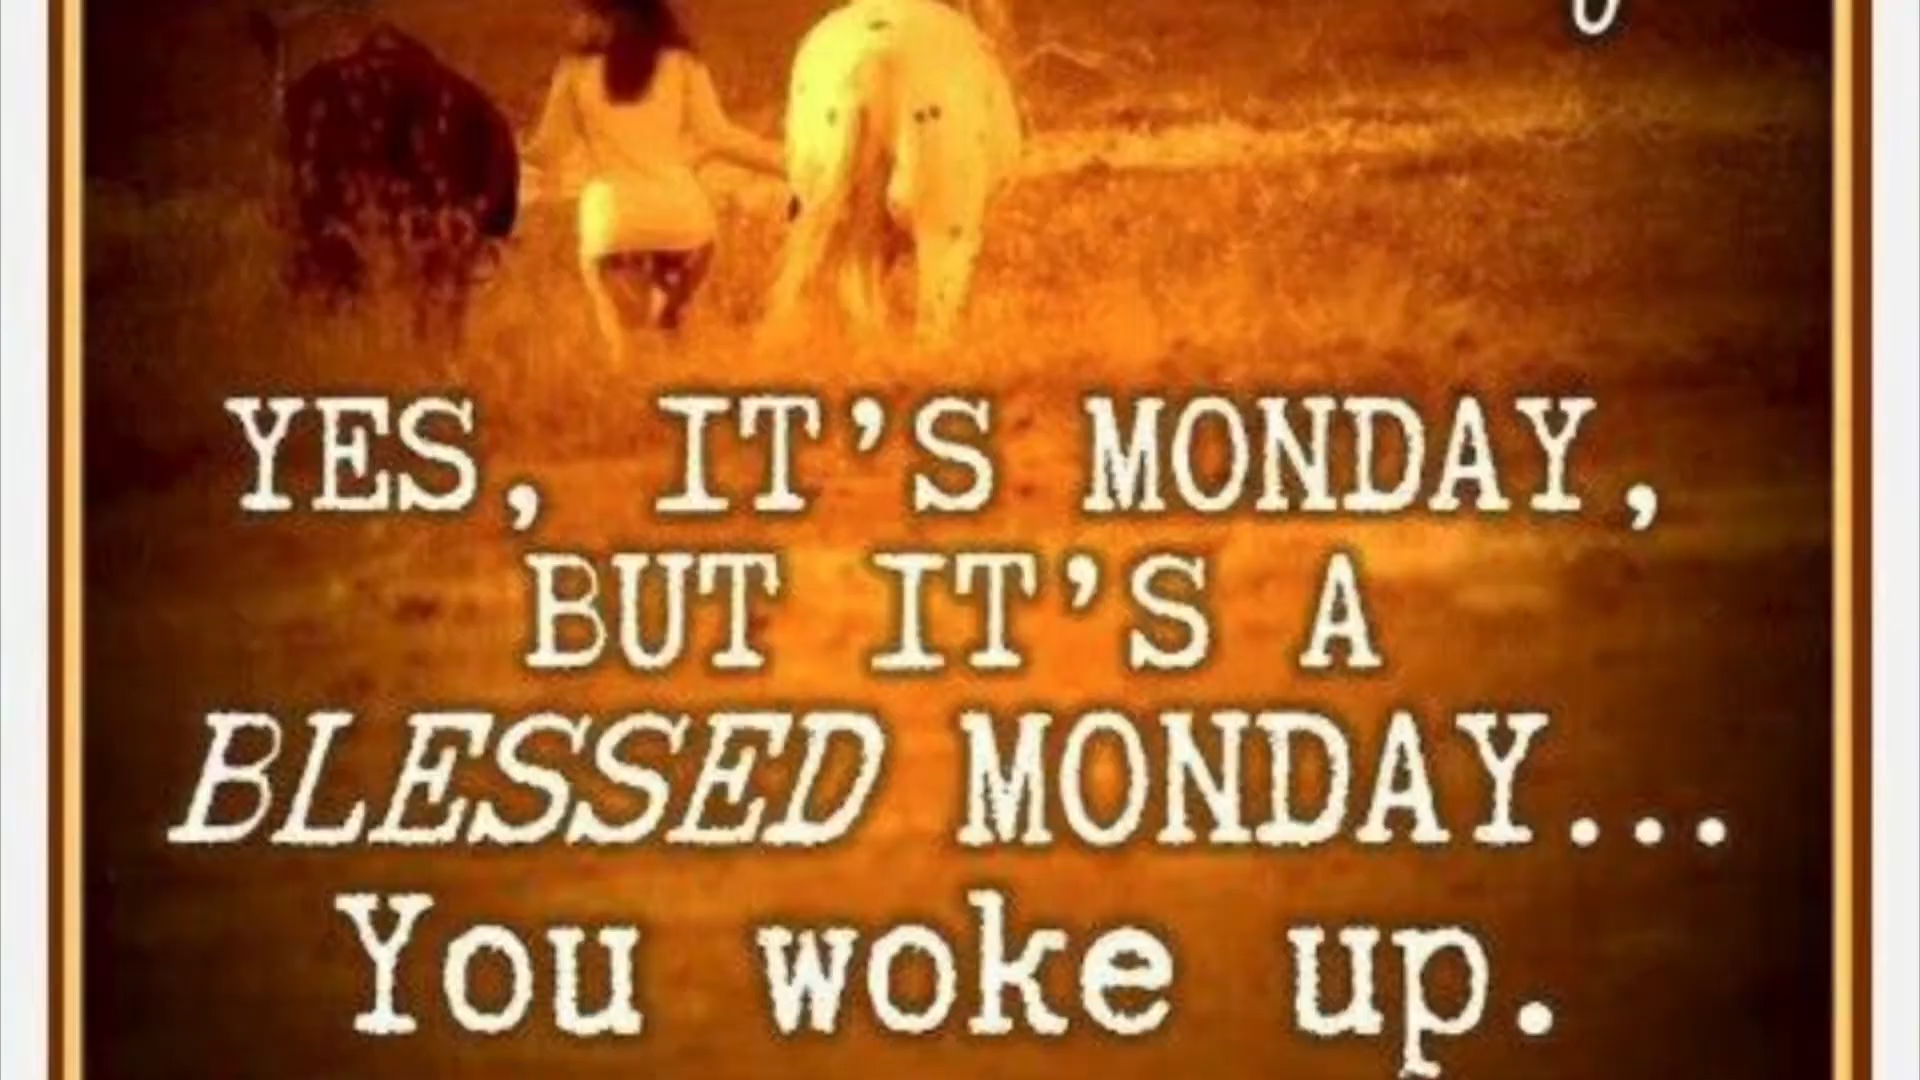 YES, IT'S MONDAY,
BUT IT'S A
BLESSED MONDAY...
You woke up.